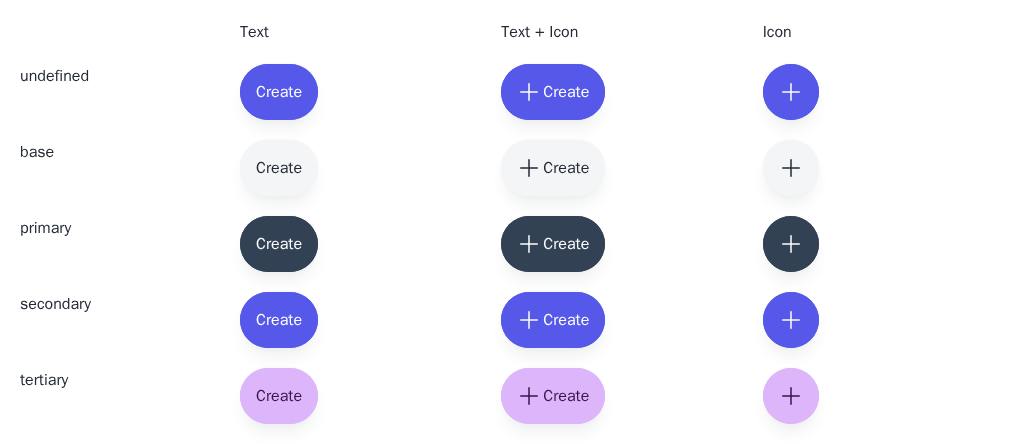 Text Text + Icon Icon
undefined Create Create
base Create Create
primary Create Create
secondary Create Create
tertiary Create Create